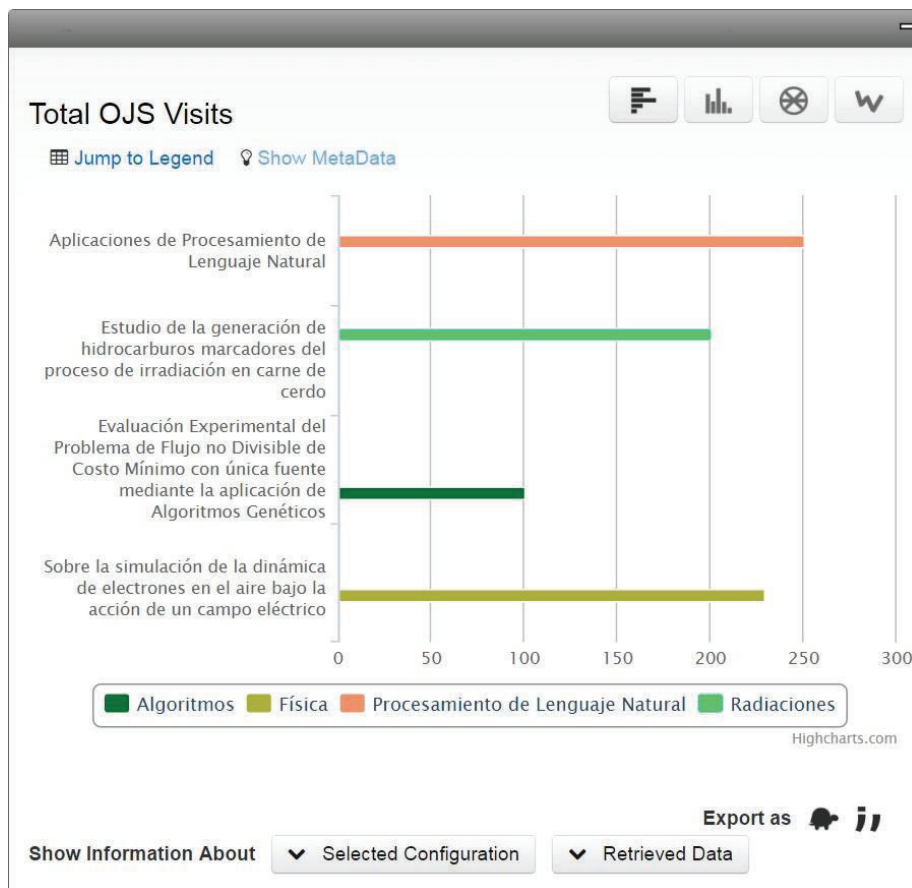 Total OJS Visits
Jump to Legend Show MetaData
Aplicaciones de Procesamiento de
Lenguaje Natural
Estudio de la generación de
hidrocarburos marcadores del
proceso de irradiación en carne de
cerdo
Evaluación Experimental del
Problema de Flujo no Divisible de
Costo Mínimo con única fuente
mediante la aplicación de
Algoritmos Genéticos
Sobre la simulación de la dinámica
de electrones en el aire bajo la
acción de un campo eléctrico
0 50 100 150 200 250 300
Algoritmos Física Procesamiento de Lenguaje Natural Radiaciones
Highcharts.com
Export as
Show Information About Selected Configuration Retrieved Data